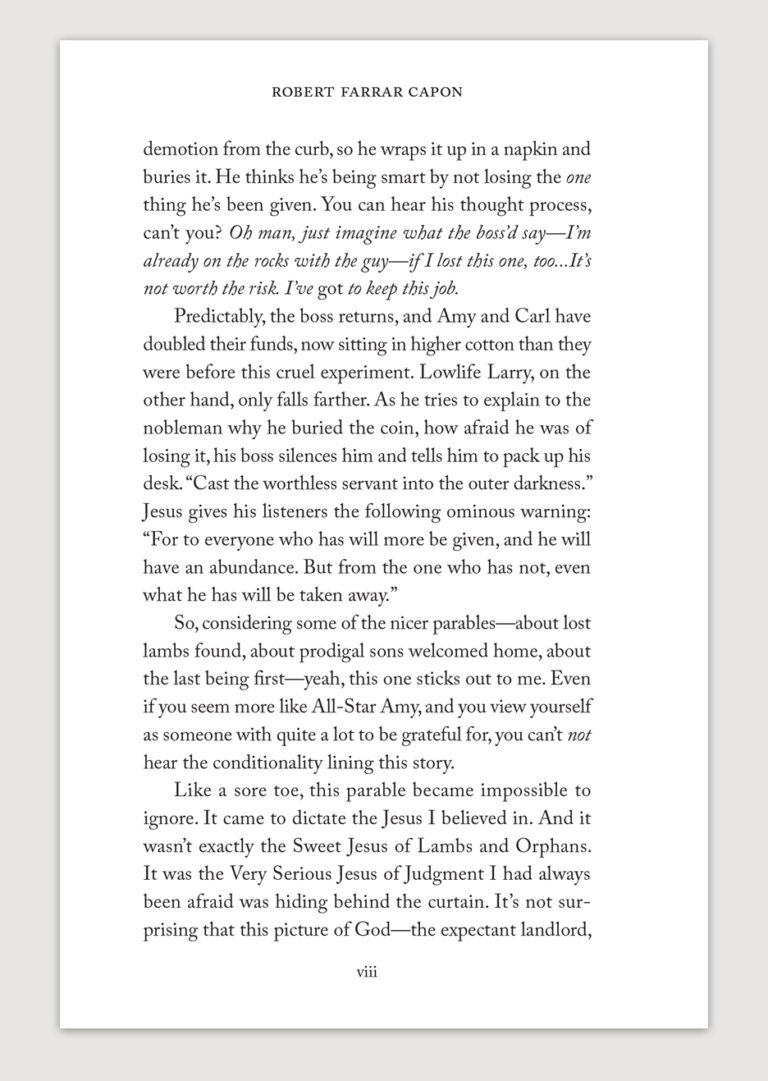 ROBERT FARRAR CAPON
demotion from the curb, so he wraps it up in a napkin and
buries it. He thinks he’s being smart by not losing the one
thing he’s been given. You can hear his thought process,
can’t you? Oh man, just imagine what the boss’d say—I’m
already on the rocks with the guy—if I lost this one, too...It’s
not worth the risk. I’ve got to keep this job.
Predictably, the boss returns, and Amy and Carl have
doubled their funds, now sitting in higher cotton than they
were before this cruel experiment. Lowlife Larry, on the
other hand, only falls farther. As he tries to explain to the
nobleman why he buried the coin, how afraid he was of
losing it, his boss silences him and tells him to pack up his
desk. “Cast the worthless servant into the outer darkness.”
Jesus gives his listeners the following ominous warning:
“For to everyone who has will more be given, and he will
have an abundance. But from the one who has not, even
what he has will be taken away.”
So, considering some of the nicer parables—about lost
lambs found, about prodigal sons welcomed home, about
the last being first—yeah, this one sticks out to me. Even
if you seem more like All-Star Amy, and you view yourself
as someone with quite a lot to be grateful for, you can’t not
hear the conditionality lining this story.
Like a sore toe, this parable became impossible to
ignore. It came to dictate the Jesus I believed in. And it
wasn’t exactly the Sweet Jesus of Lambs and Orphans.
It was the Very Serious Jesus of Judgment I had always
been afraid was hiding behind the curtain. It’s not sur-
prising that this picture of God—the expectant landlord,
viii